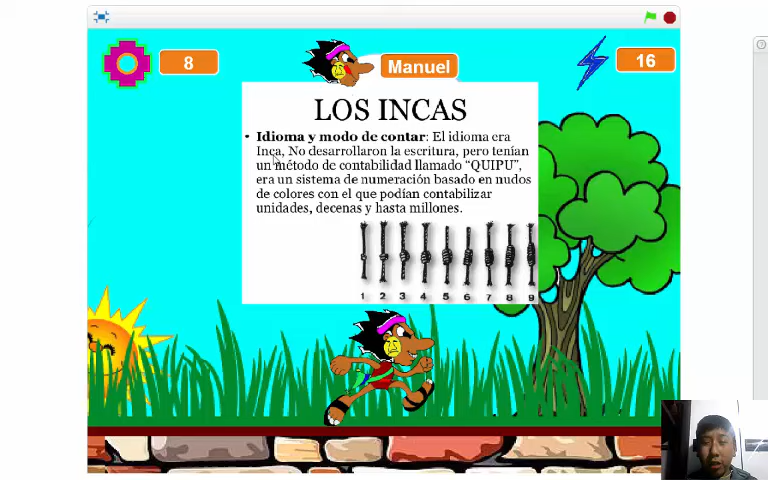 8
Manuel
16
LOS INCAS
• Idioma y modo de contar: El idioma era
Inca, No desarrollaron la escritura, pero tenían
un método de contabilidad llamado “QUIPU”,
era un sistema de numeración basado en nudos
de colores con el que podían contabilizar
unidades, decenas y hasta millones.
1 2 3 4 5 6 7 8 9